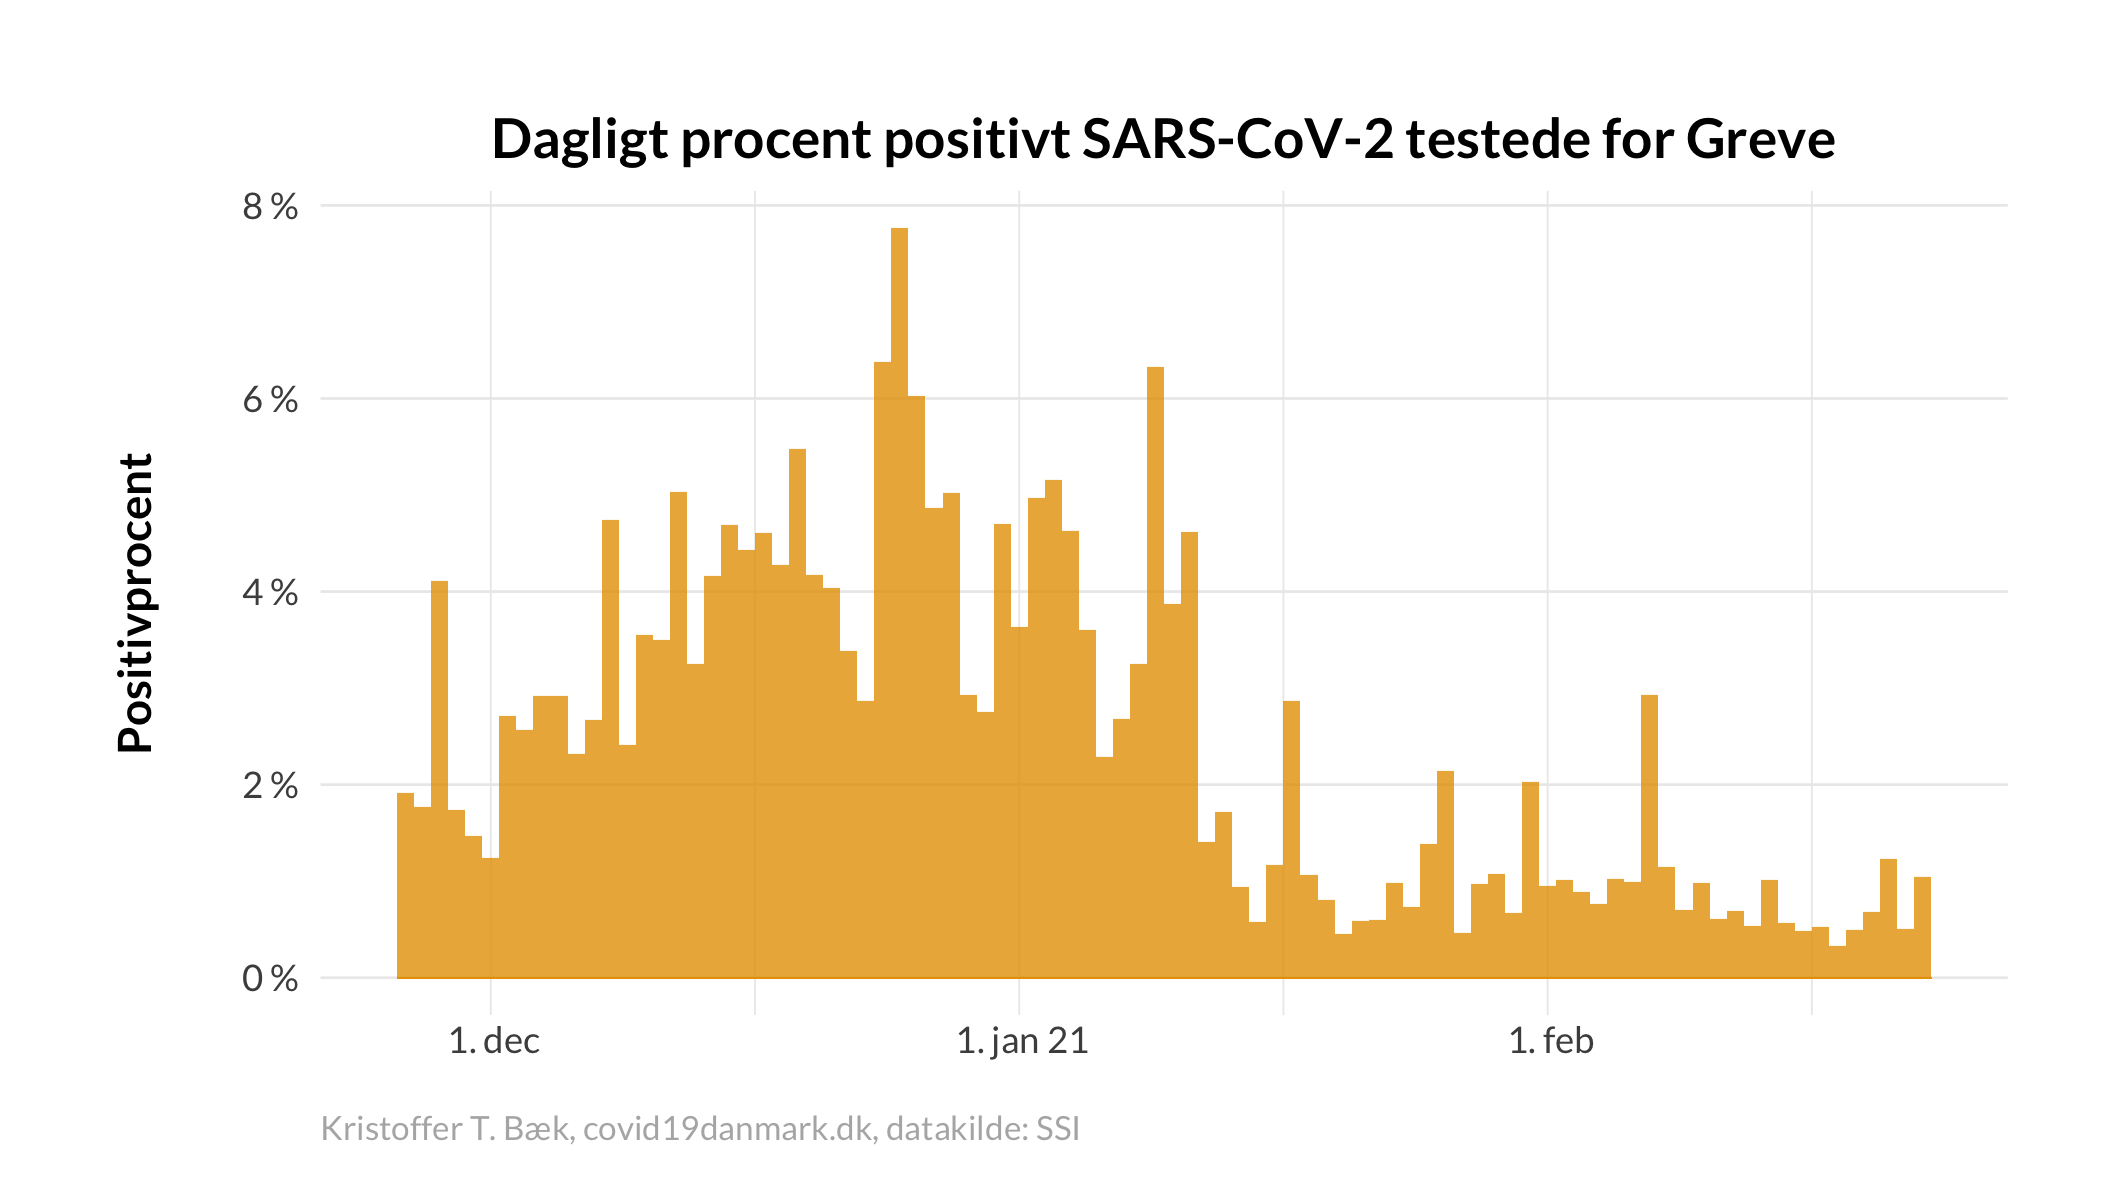 Dagligt procent positivt SARS-CoV-2 testede for Greve
Positivprocent
8 %
6 %
4 %
2 %
0 %
1. dec
1. jan 21
1. feb
Kristoffer T. Bæk, covid19danmark.dk, datakilde: SSI